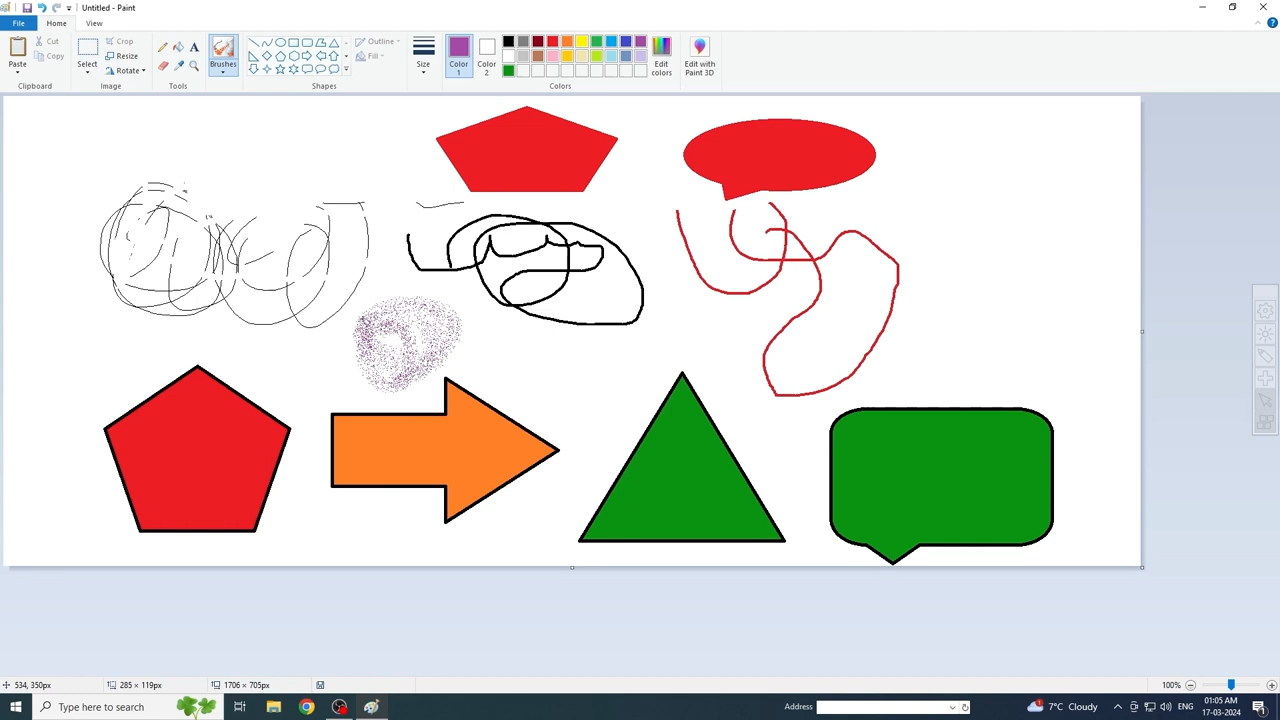 Untitled - Paint
File Home View
Paste Cut Copy
Select Crop Resize Rotate
Brushes
Outline Fill
Size
Color 1
Color 2
Edit colors
Edit with Paint 3D
Clipboard Image Tools Shapes Colors
534, 350px 285 × 119px 1706 × 705px 100%
Type here to search Address 7°C Cloudy ENG 01:05 AM
17-03-2024